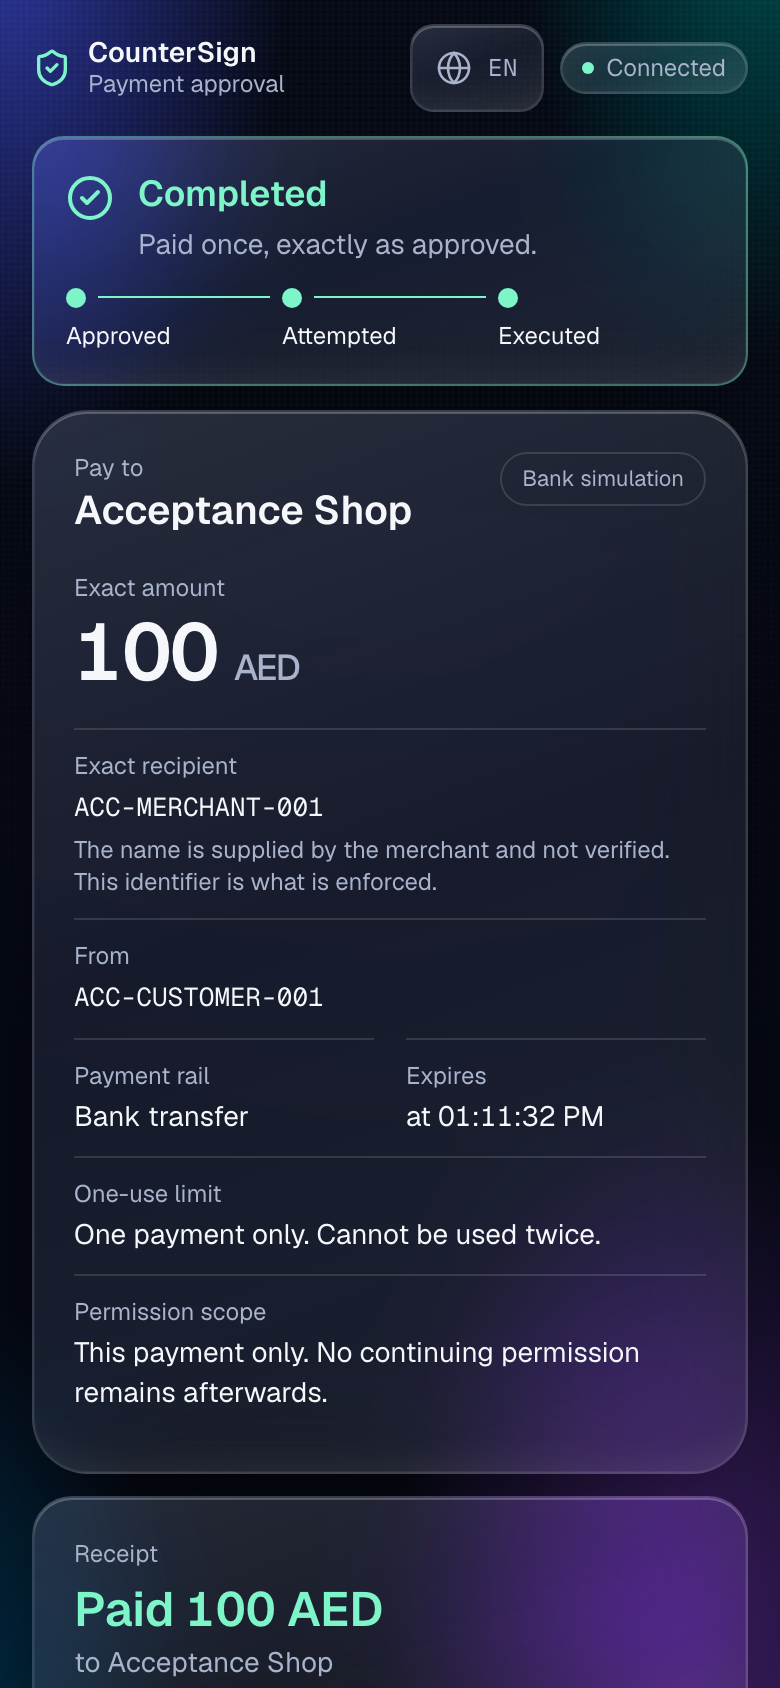 CounterSign
Payment approval
EN
Connected
Completed
Paid once, exactly as approved.
Approved
Attempted
Executed
Pay to
Bank simulation
Acceptance Shop
Exact amount
100 AED
Exact recipient
ACC-MERCHANT-001
The name is supplied by the merchant and not verified.
This identifier is what is enforced.
From
ACC-CUSTOMER-001
Payment rail
Bank transfer
Expires
at 01:11:32 PM
One-use limit
One payment only. Cannot be used twice.
Permission scope
This payment only. No continuing permission
remains afterwards.
Receipt
Paid 100 AED
to Acceptance Shop